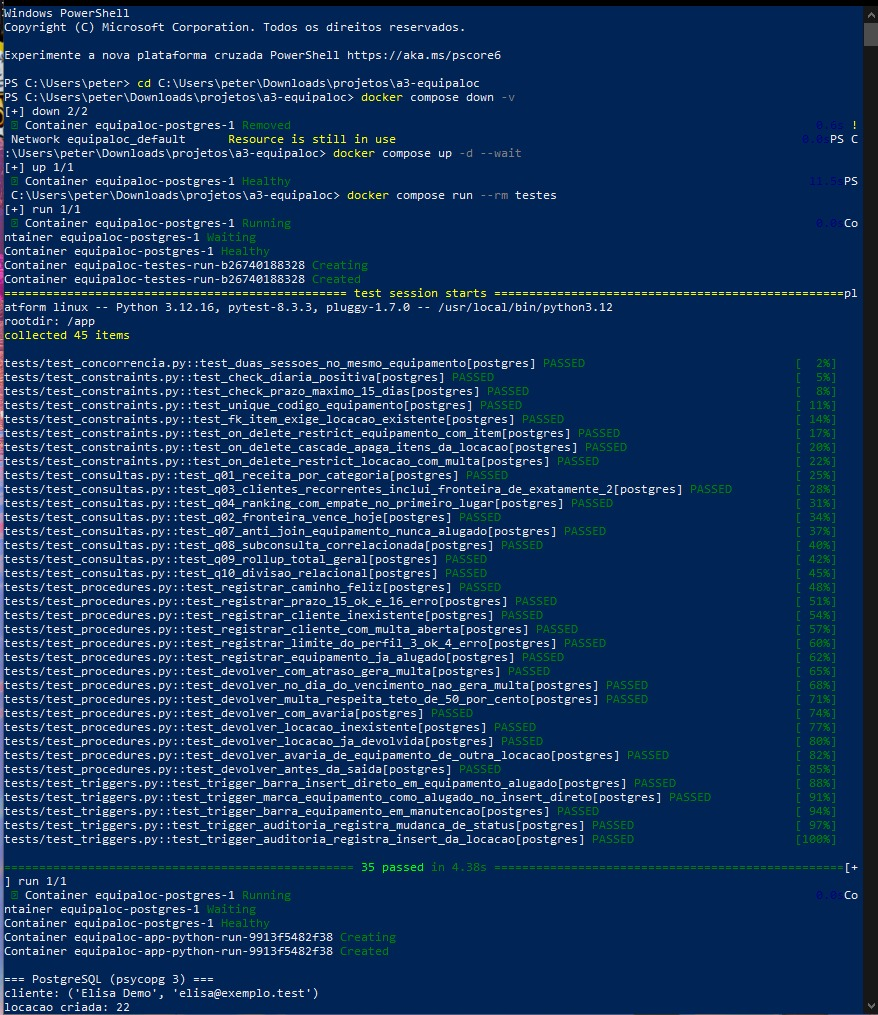 Windows PowerShell
Copyright (C) Microsoft Corporation. Todos os direitos reservados.
Experimente a nova plataforma cruzada PowerShell https://aka.ms/pscore6
PS C:\Users\peter> cd C:\Users\peter\Downloads\projetos\a3-equipaloc
PS C:\Users\peter\Downloads\projetos\a3-equipaloc> docker compose down -v
[+] down 2/2
Container equipaloc-postgres-1 Removed 0.6s !
Network equipaloc_default Resource is still in use 0.0sPS C
:\Users\peter\Downloads\projetos\a3-equipaloc> docker compose up -d --wait
[+] up 1/1
Container equipaloc-postgres-1 Healthy 11.5sPS
C:\Users\peter\Downloads\projetos\a3-equipaloc> docker compose run --rm testes
[+] run 1/1
Container equipaloc-postgres-1 Running 0.0sCo
ntainer equipaloc-postgres-1 Waiting
Container equipaloc-postgres-1 Healthy
Container equipaloc-testes-run-b26740188328 Creating
Container equipaloc-testes-run-b26740188328 Created
================================================= test session starts ==================================================pl
atform linux -- Python 3.12.16, pytest-8.3.3, pluggy-1.7.0 -- /usr/local/bin/python3.12
rootdir: /app
collected 45 items
tests/test_concorrencia.py::test_duas_sessoes_no_mesmo_equipamento[postgres] PASSED [  2%]
tests/test_constraints.py::test_check_diaria_positiva[postgres] PASSED [  5%]
tests/test_constraints.py::test_check_prazo_maximo_15_dias[postgres] PASSED [  8%]
tests/test_constraints.py::test_unique_codigo_equipamento[postgres] PASSED [ 11%]
tests/test_constraints.py::test_fk_item_exige_locacao_existente[postgres] PASSED [ 14%]
tests/test_constraints.py::test_on_delete_restrict_equipamento_com_item[postgres] PASSED [ 17%]
tests/test_constraints.py::test_on_delete_cascade_apaga_itens_da_locacao[postgres] PASSED [ 20%]
tests/test_constraints.py::test_on_delete_restrict_locacao_com_multa[postgres] PASSED [ 22%]
tests/test_consultas.py::test_q01_receita_por_categoria[postgres] PASSED [ 25%]
tests/test_consultas.py::test_q03_clientes_recorrentes_inclui_fronteira_de_exatamente_2[postgres] PASSED [ 28%]
tests/test_consultas.py::test_q04_ranking_com_empate_no_primeiro_lugar[postgres] PASSED [ 31%]
tests/test_consultas.py::test_q02_fronteira_vence_hoje[postgres] PASSED [ 34%]
tests/test_consultas.py::test_q07_anti_join_equipamento_nunca_alugado[postgres] PASSED [ 37%]
tests/test_consultas.py::test_q08_subconsulta_correlacionada[postgres] PASSED [ 40%]
tests/test_consultas.py::test_q09_rollup_total_geral[postgres] PASSED [ 42%]
tests/test_consultas.py::test_q10_divisao_relacional[postgres] PASSED [ 45%]
tests/test_procedures.py::test_registrar_caminho_feliz[postgres] PASSED [ 48%]
tests/test_procedures.py::test_registrar_prazo_15_ok_e_16_erro[postgres] PASSED [ 51%]
tests/test_procedures.py::test_registrar_cliente_inexistente[postgres] PASSED [ 54%]
tests/test_procedures.py::test_registrar_cliente_com_multa_aberta[postgres] PASSED [ 57%]
tests/test_procedures.py::test_registrar_limite_do_perfil_3_ok_4_erro[postgres] PASSED [ 60%]
tests/test_procedures.py::test_registrar_equipamento_ja_alugado[postgres] PASSED [ 62%]
tests/test_procedures.py::test_devolver_com_atraso_gera_multa[postgres] PASSED [ 65%]
tests/test_procedures.py::test_devolver_no_dia_do_vencimento_nao_gera_multa[postgres] PASSED [ 68%]
tests/test_procedures.py::test_devolver_multa_respeita_teto_de_50_por_cento[postgres] PASSED [ 71%]
tests/test_procedures.py::test_devolver_com_avaria[postgres] PASSED [ 74%]
tests/test_procedures.py::test_devolver_locacao_inexistente[postgres] PASSED [ 77%]
tests/test_procedures.py::test_devolver_locacao_ja_devolvida[postgres] PASSED [ 80%]
tests/test_procedures.py::test_devolver_avaria_de_equipamento_de_outra_locacao[postgres] PASSED [ 82%]
tests/test_procedures.py::test_devolver_antes_da_saida[postgres] PASSED [ 85%]
tests/test_triggers.py::test_trigger_barra_insert_direto_em_equipamento_alugado[postgres] PASSED [ 88%]
tests/test_triggers.py::test_trigger_marca_equipamento_como_alugado_no_insert_direto[postgres] PASSED [ 91%]
tests/test_triggers.py::test_trigger_barra_equipamento_em_manutencao[postgres] PASSED [ 94%]
tests/test_triggers.py::test_trigger_auditoria_registra_mudanca_de_status[postgres] PASSED [ 97%]
tests/test_triggers.py::test_trigger_auditoria_registra_insert_da_locacao[postgres] PASSED [100%]
================================================== 35 passed in 4.38s ==================================================[+
] run 1/1
Container equipaloc-postgres-1 Running 0.0sCo
ntainer equipaloc-postgres-1 Waiting
Container equipaloc-postgres-1 Healthy
Container equipaloc-app-python-run-9913f5482f38 Creating
Container equipaloc-app-python-run-9913f5482f38 Created
=== PostgreSQL (psycopg 3) ===
cliente: ('Elisa Demo', 'elisa@exemplo.test')
locacao criada: 22